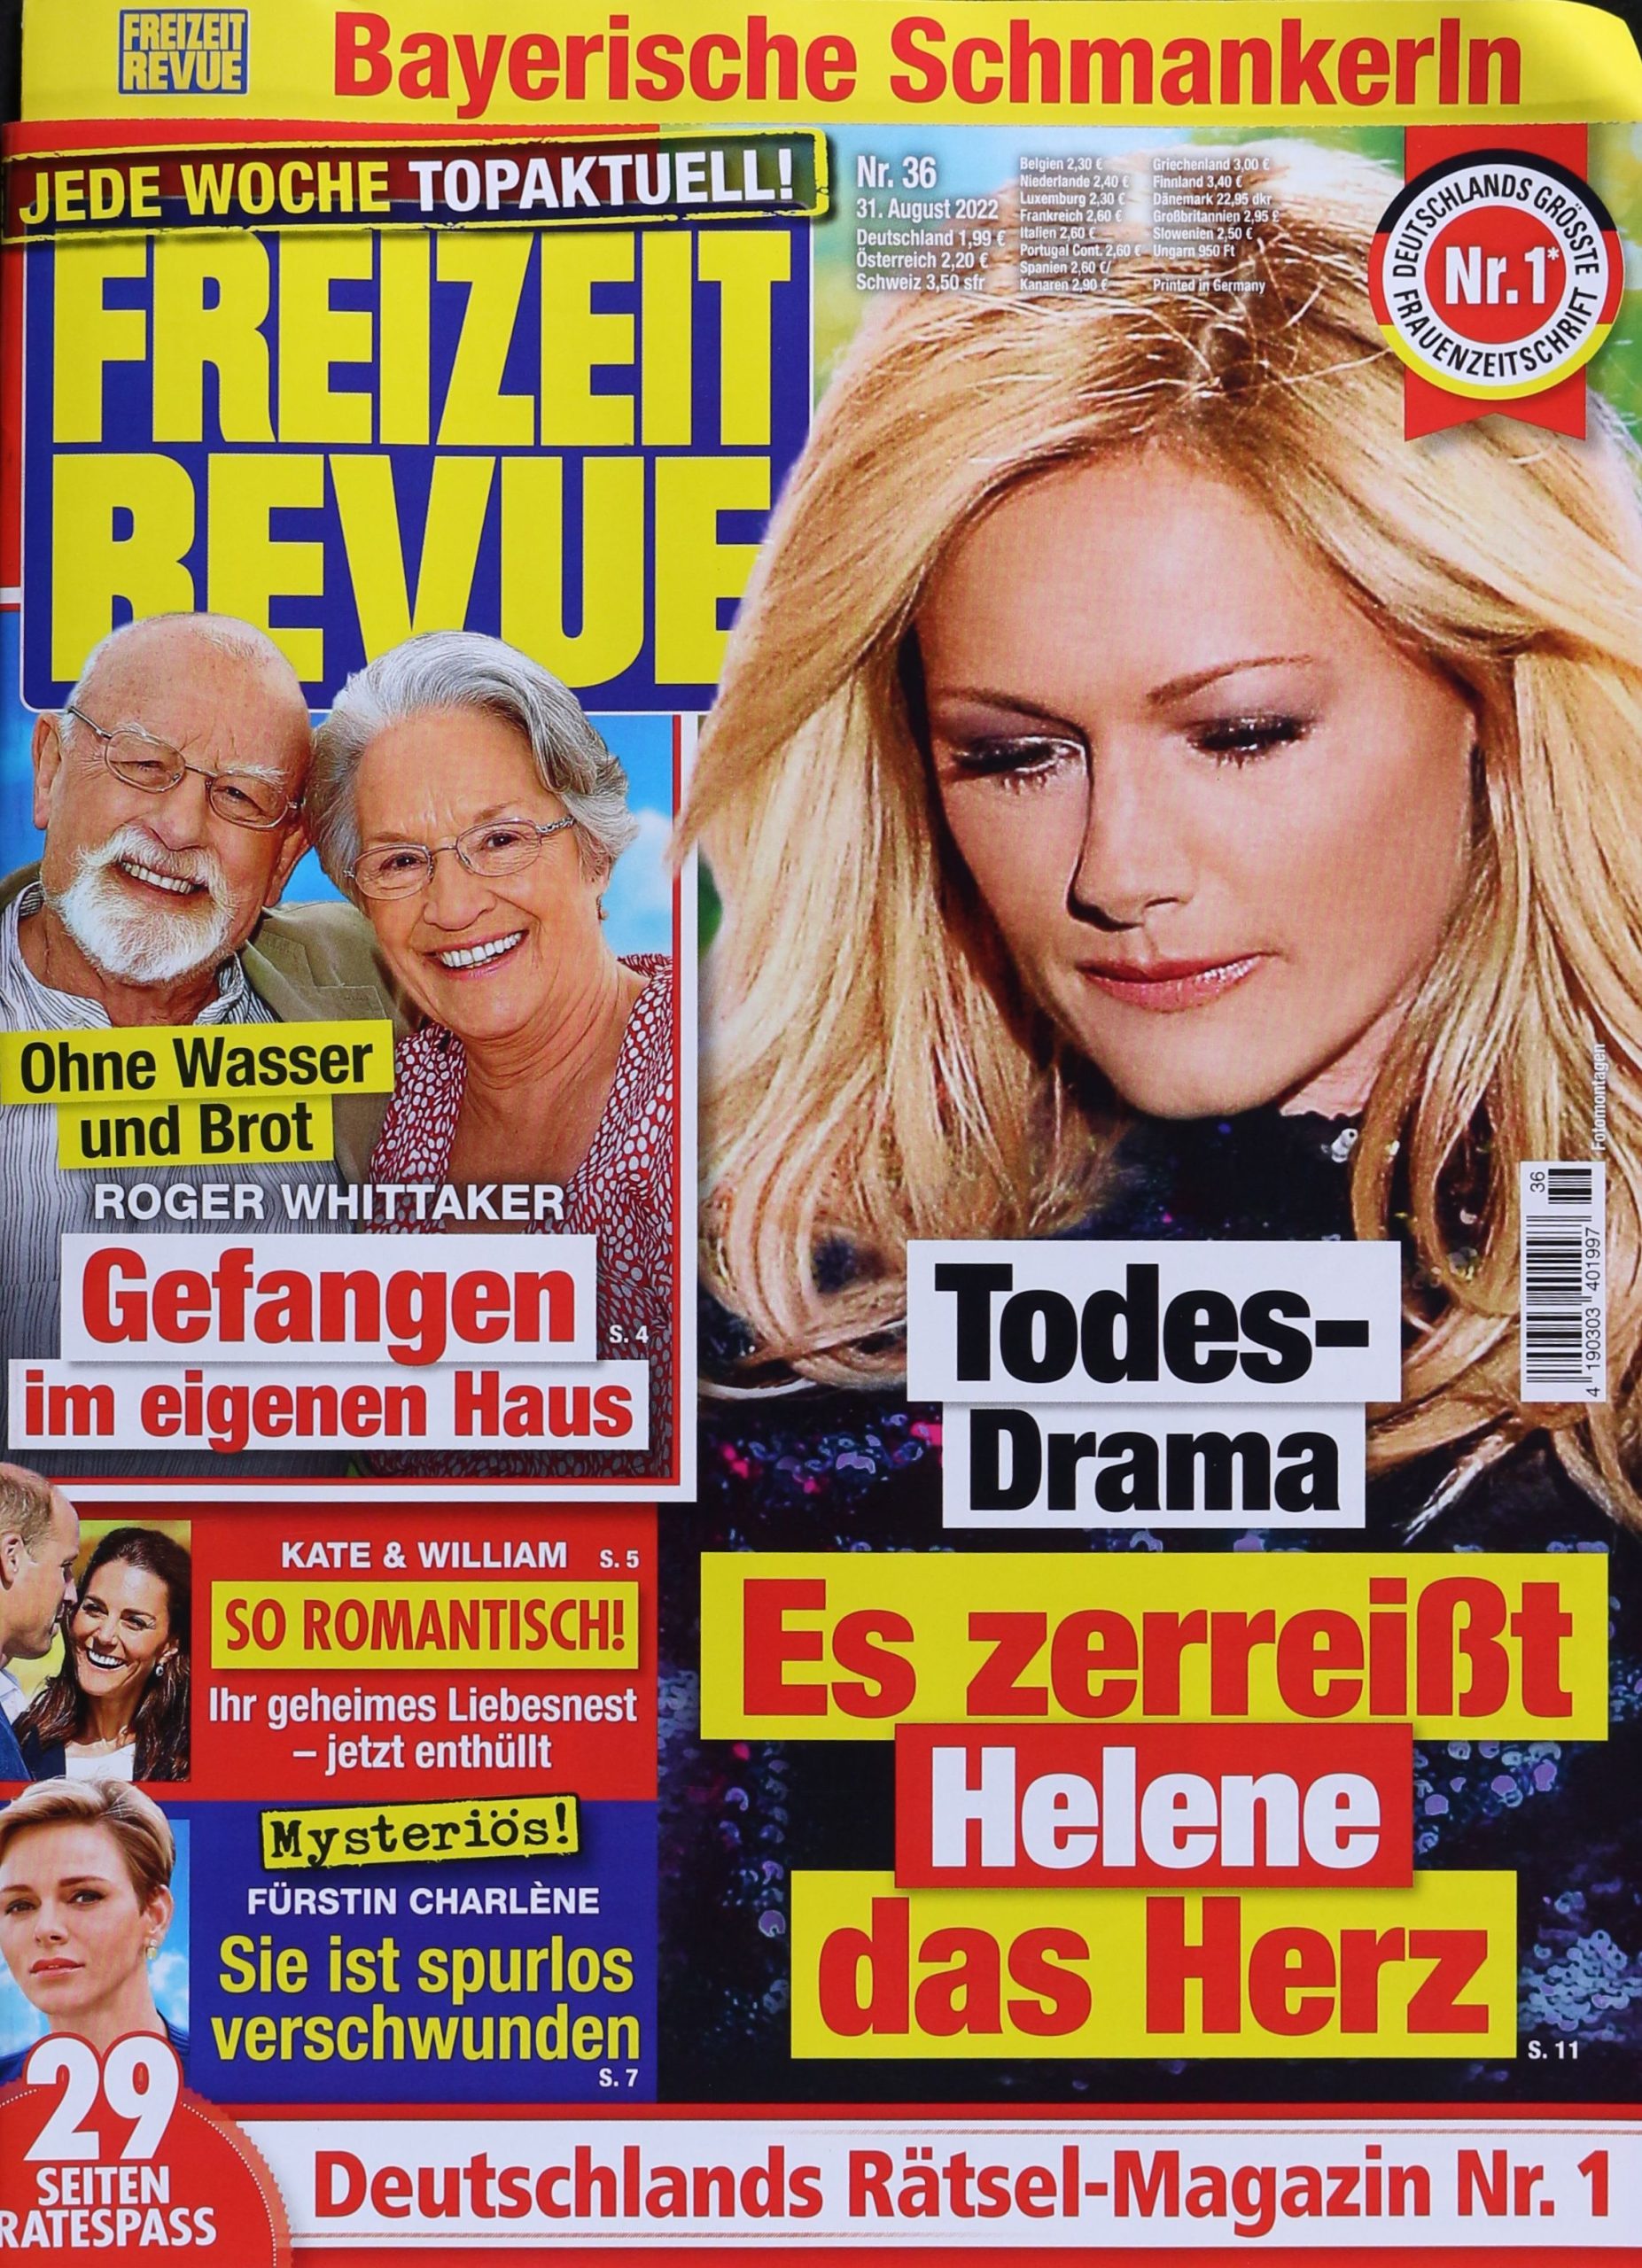 FREIZEIT
REVUE
Bayerische Schmankerln
JEDE WOCHE TOPAKTUELL!
FREIZEIT
REVUE
Nr. 36
31. August 2022
Deutschland 1,99 €
Österreich 2,20 €
Schweiz 3,50 sfr
Belgien 2,30 €
Niederlande 2,40 €
Luxemburg 2,30 €
Frankreich 2,60 €
Italien 2,60 €
Portugal Cont. 2,60 €
Spanien 2,60 €/
Kanaren 2,90 €
Griechenland 3,00 €
Finnland 3,40 €
Dänemark 22,95 dkr
Großbritannien 2,95 £
Slowenien 2,50 €
Ungarn 950 Ft
Printed in Germany
DEUTSCHLANDS GRÖSSTE
Nr.1*
FRAUENZEITSCHRIFT
Ohne Wasser
und Brot
ROGER WHITTAKER
Gefangen
S. 4
im eigenen Haus
Fotomontagen
36
4 190303 401997
Todes-
Drama
Es zerreißt
Helene
das Herz
S. 11
KATE & WILLIAM S. 5
SO ROMANTISCH!
Ihr geheimes Liebesnest
– jetzt enthüllt
Mysteriös!
FÜRSTIN CHARLÈNE
Sie ist spurlos
verschwunden
S. 7
29
SEITEN
RATESPASS
Deutschlands Rätsel-Magazin Nr. 1